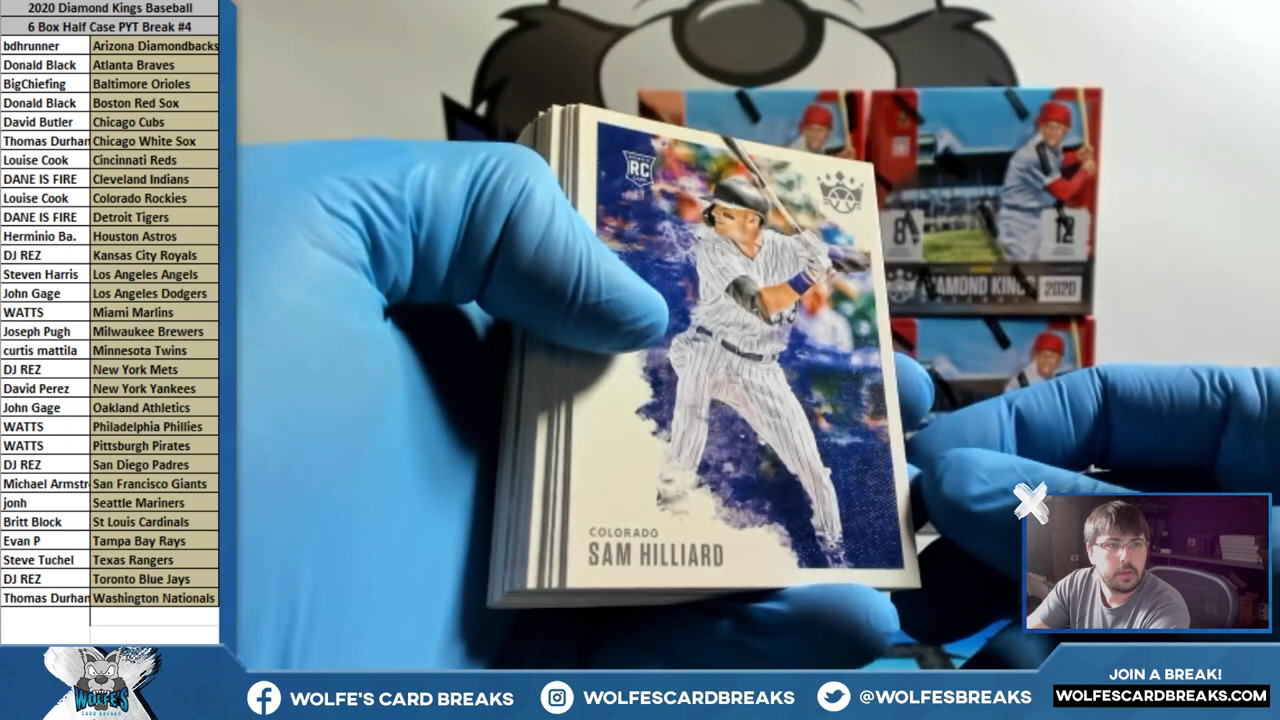 2020 Diamond Kings Baseball
6 Box Half Case PYT Break #4
bdhrunner Arizona Diamondbacks
Donald Black Atlanta Braves
BigChiefing Baltimore Orioles
Donald Black Boston Red Sox
David Butler Chicago Cubs
Thomas Durhan Chicago White Sox
Louise Cook Cincinnati Reds
DANE IS FIRE Cleveland Indians
Louise Cook Colorado Rockies
DANE IS FIRE Detroit Tigers
Herminio Ba. Houston Astros
DJ REZ Kansas City Royals
Steven Harris Los Angeles Angels
John Gage Los Angeles Dodgers
WATTS Miami Marlins
Joseph Pugh Milwaukee Brewers
curtis mattila Minnesota Twins
DJ REZ New York Mets
David Perez New York Yankees
John Gage Oakland Athletics
WATTS Philadelphia Phillies
WATTS Pittsburgh Pirates
DJ REZ San Diego Padres
Michael Armstr San Francisco Giants
jonh Seattle Mariners
Britt Block St Louis Cardinals
Evan P Tampa Bay Rays
Steve Tuchel Texas Rangers
DJ REZ Toronto Blue Jays
Thomas Durhan Washington Nationals
RC
COLORADO
SAM HILLIARD
8
12
DIAMOND KINGS
2020
WOLFE'S
CARD BREAKS
WOLFE'S CARD BREAKS
WOLFESCARDBREAKS
@WOLFESBREAKS
JOIN A BREAK!
WOLFESCARDBREAKS.COM